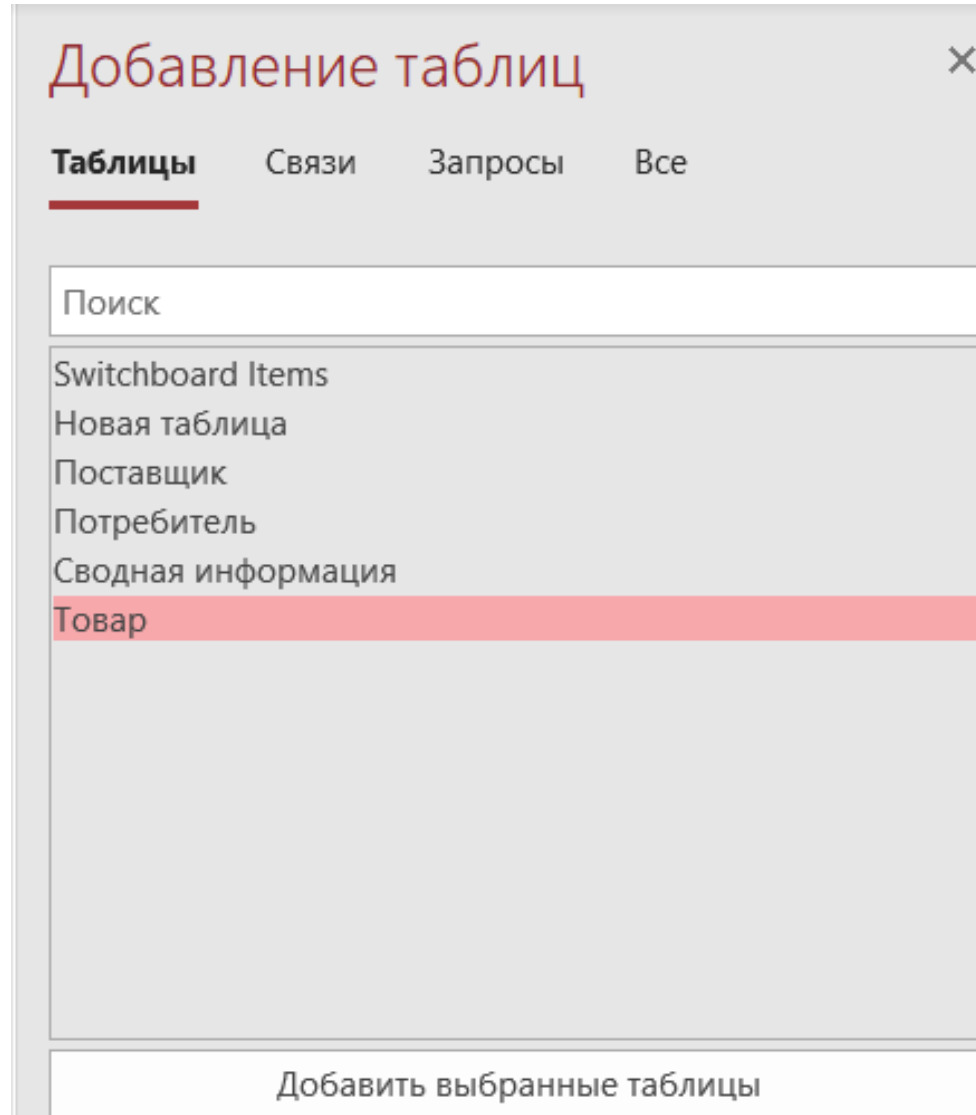 Добавление таблиц
Таблицы Связи Запросы Все
Поиск
Switchboard Items
Новая таблица
Поставщик
Потребитель
Сводная информация
Товар
Добавить выбранные таблицы